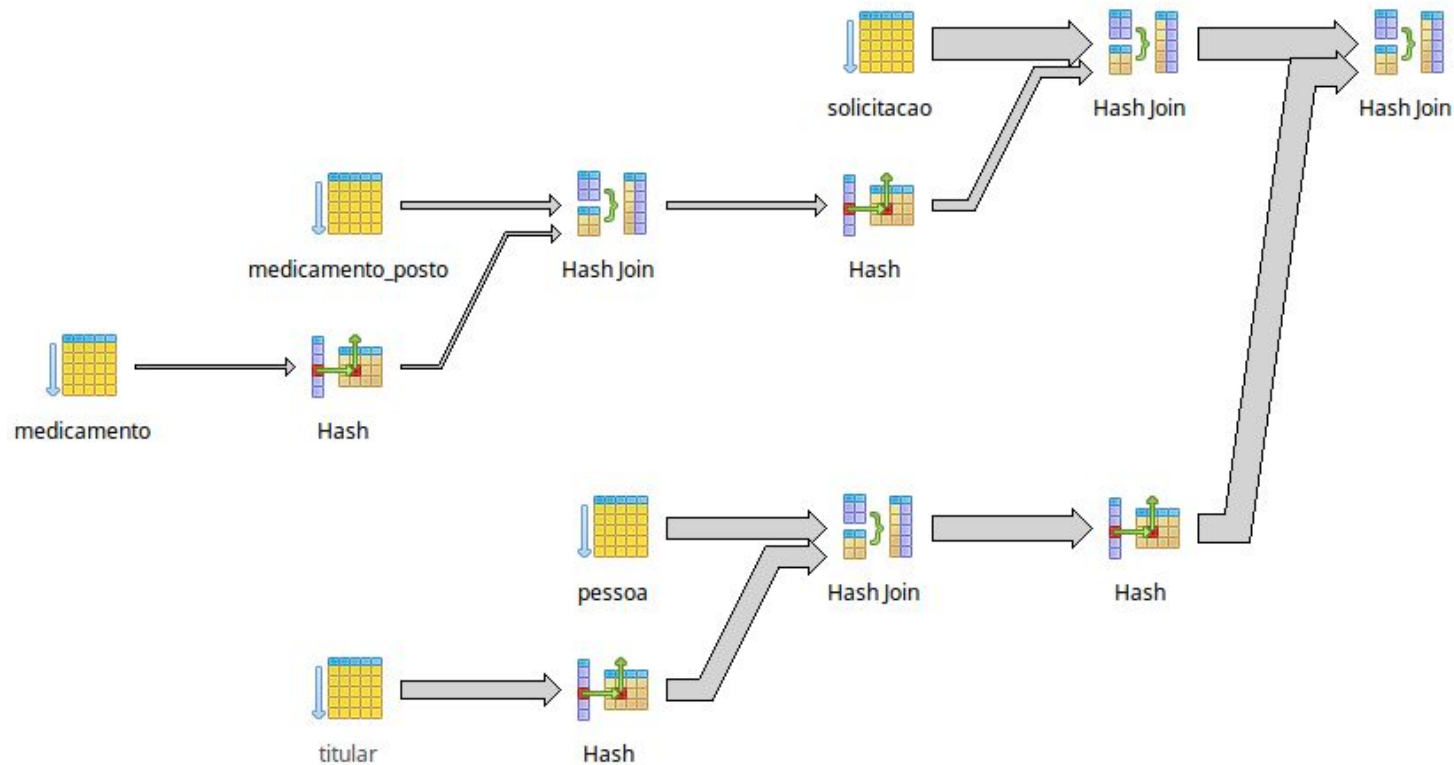 solicitacao
Hash Join
Hash Join
medicamento_posto
Hash Join
Hash
medicamento
Hash
pessoa
Hash Join
Hash
titular
Hash